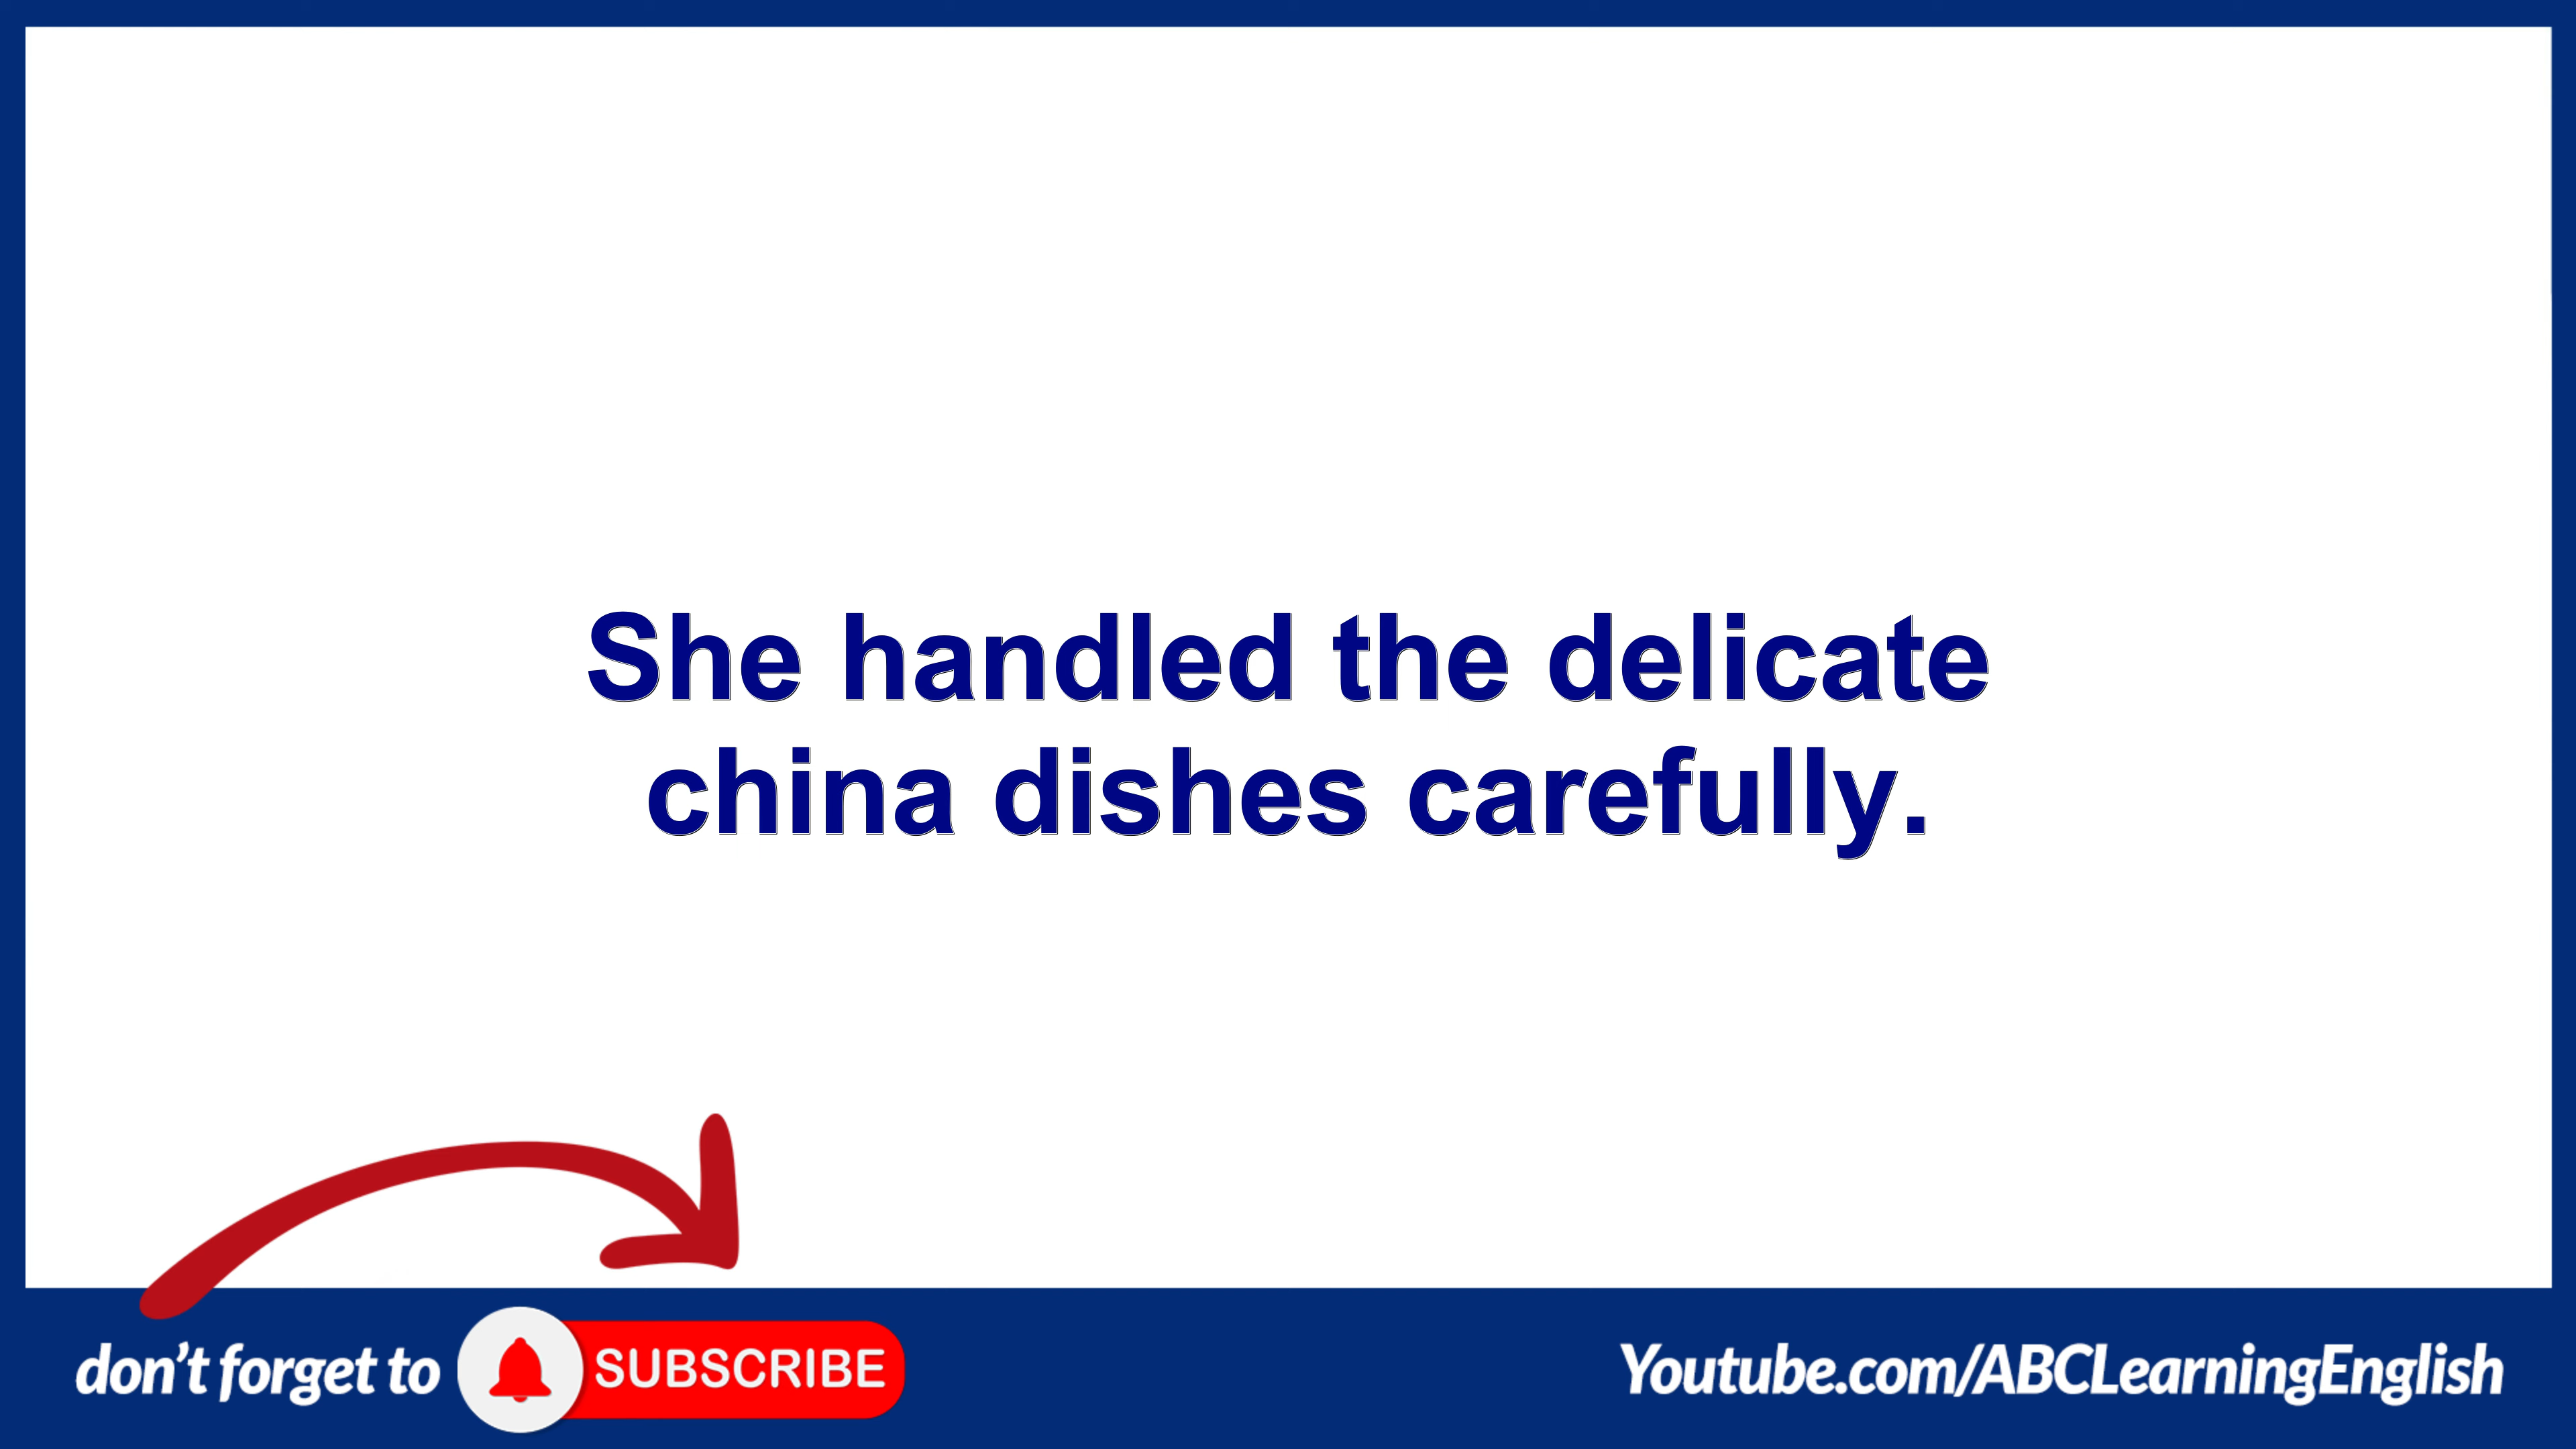 She handled the delicate
china dishes carefully.
don't forget to SUBSCRIBE Youtube.com/ABCLearningEnglish